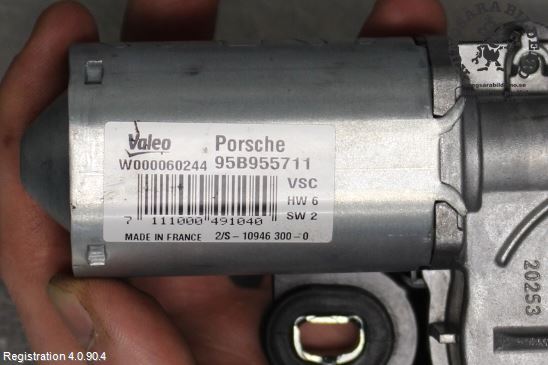 Valeo Porsche
W000060244 95B955711
VSC
HW 6
SW 2
7 111000 491040
MADE IN FRANCE 2/S - 10946 300-0
20253
Registration 4.0.90.4